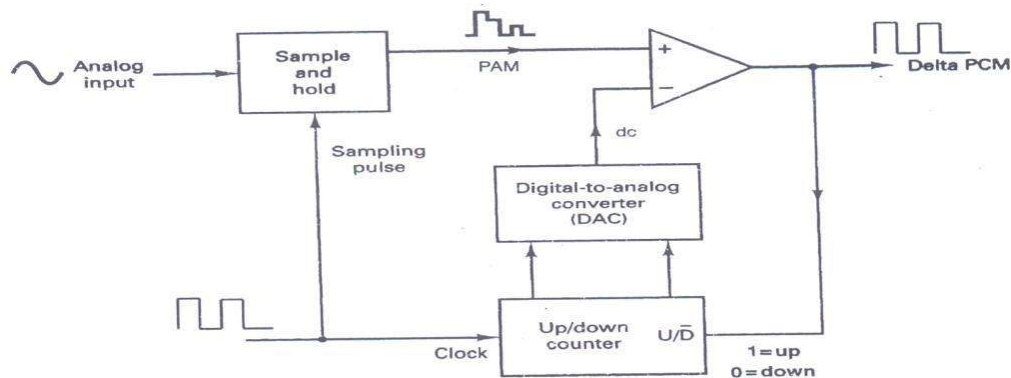 Analog
input
Sample
and
hold
PAM
+
−
Delta PCM
Sampling
pulse
dc
Digital-to-analog
converter
(DAC)
Clock
Up/down
counter
U/D̅
1=up
0=down